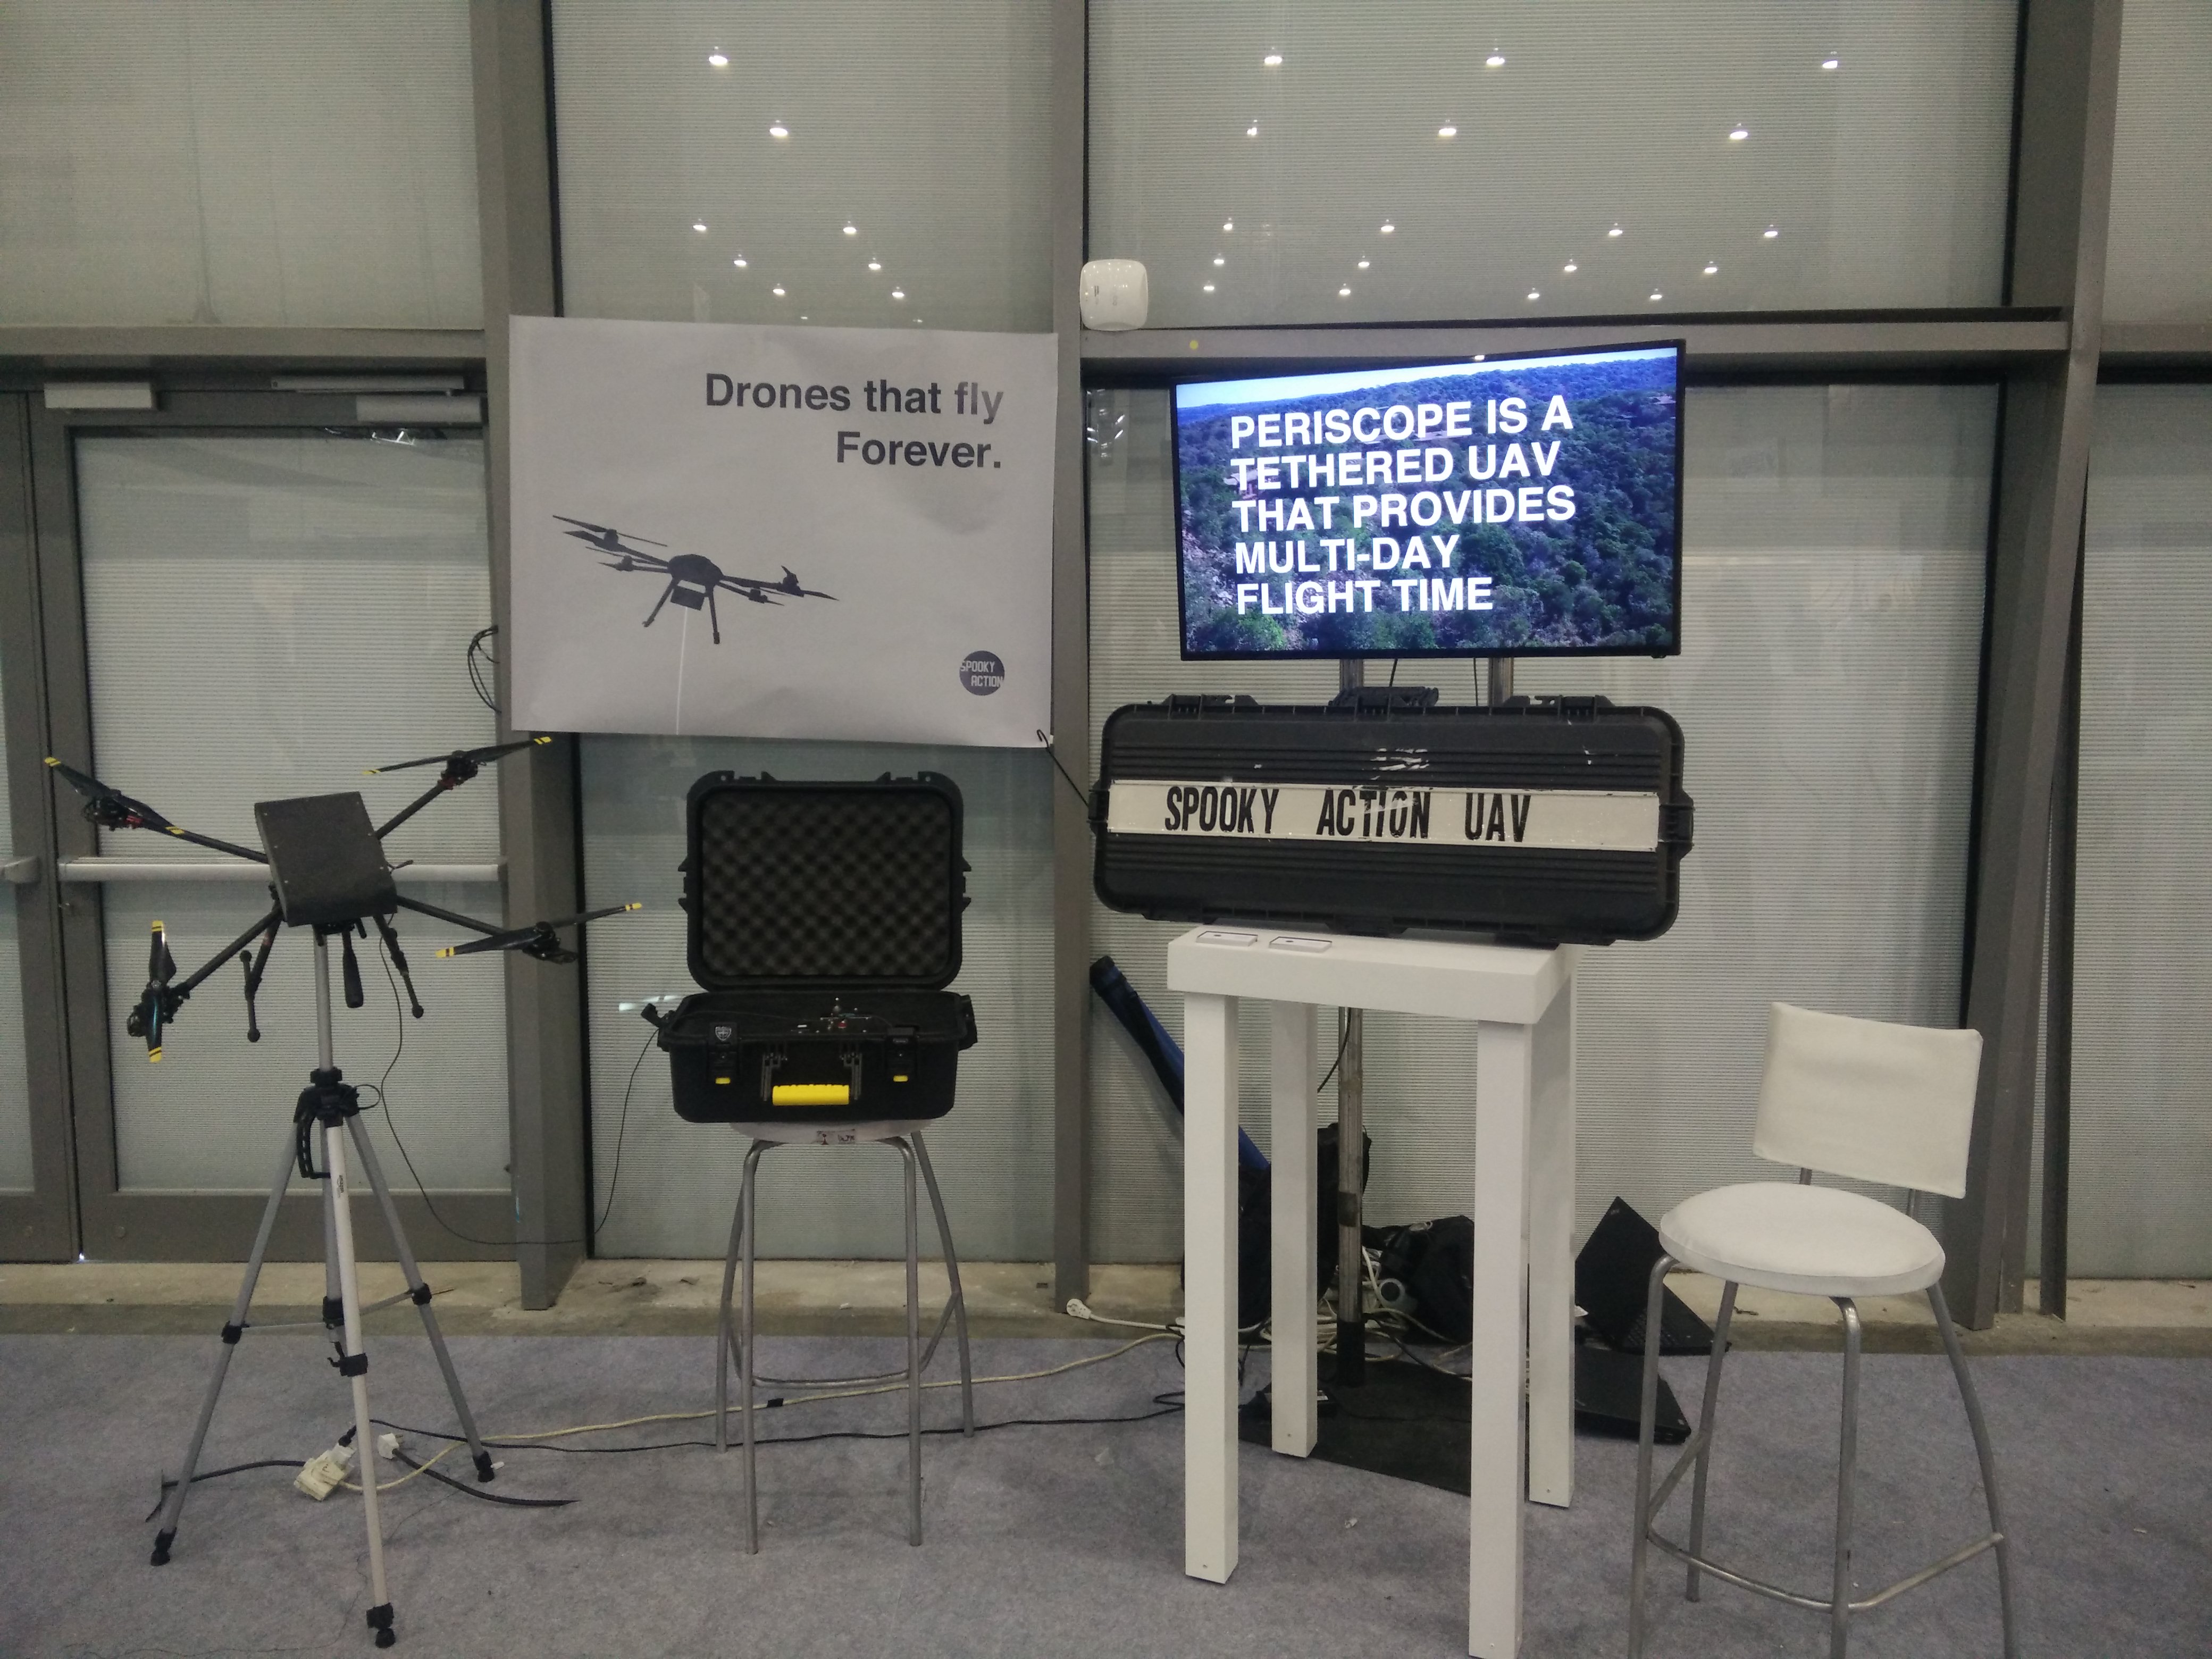 Drones that fly
Forever.
SPOOKY
ACTION
PERISCOPE IS A
TETHERED UAV
THAT PROVIDES
MULTI-DAY
FLIGHT TIME
SPOOKY ACTION UAV